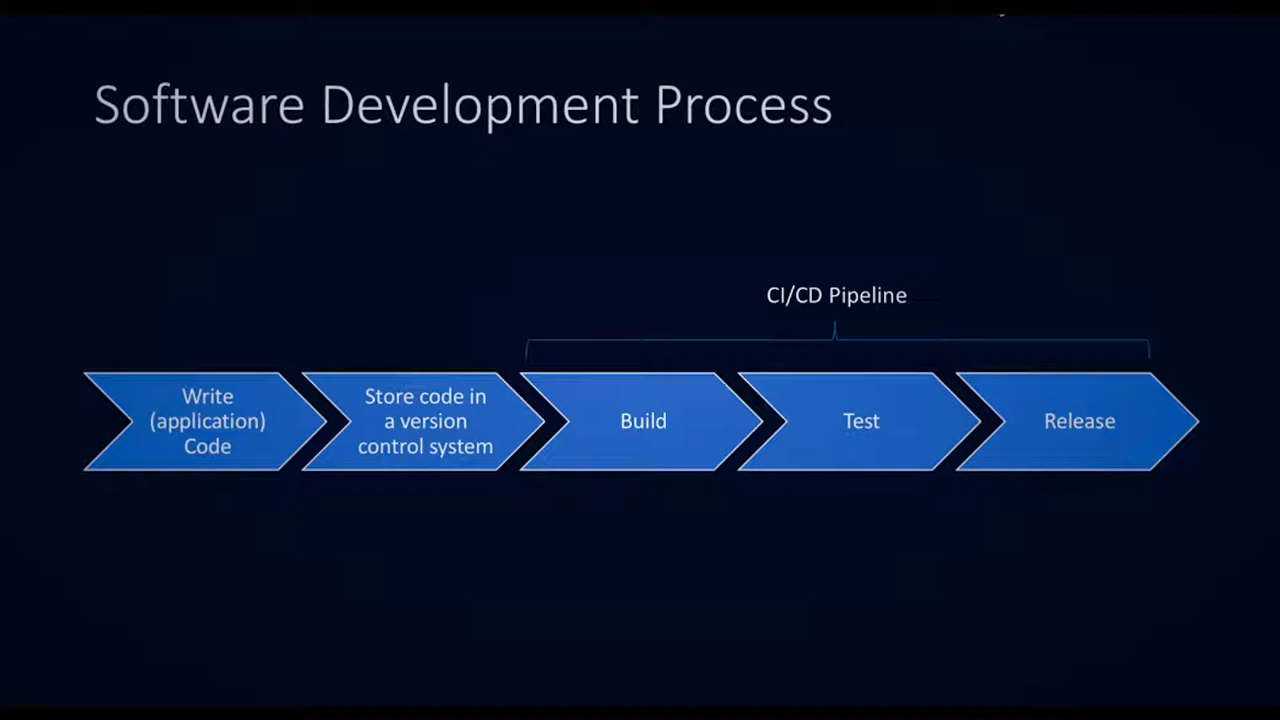 Software Development Process
CI/CD Pipeline
Write
(application)
Code
Store code in
a version
control system
Build
Test
Release